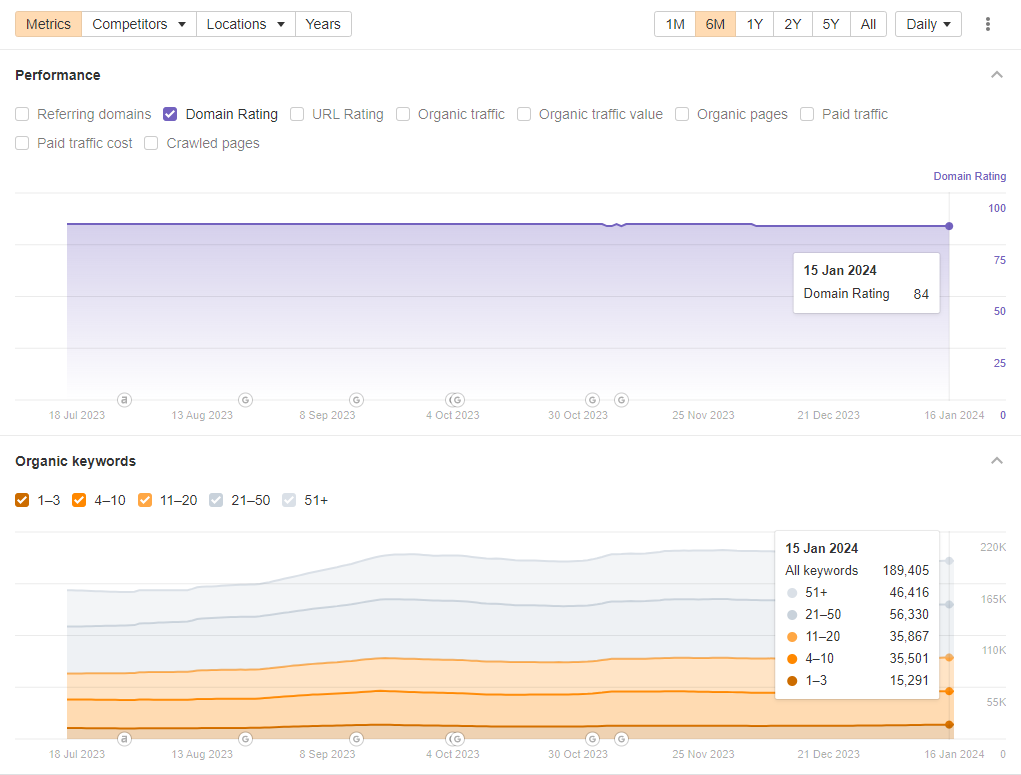 Metrics Competitors Locations Years 1M 6M 1Y 2Y 5Y All Daily
Performance
Referring domains Domain Rating URL Rating Organic traffic Organic traffic value Organic pages Paid traffic
Paid traffic cost Crawled pages
Domain Rating
100
75
15 Jan 2024
Domain Rating 84
50
25
a G G G G G
18 Jul 2023 13 Aug 2023 8 Sep 2023 4 Oct 2023 30 Oct 2023 25 Nov 2023 21 Dec 2023 16 Jan 2024 0
Organic keywords
1–3 4–10 11–20 21–50 51+
220K
15 Jan 2024
All keywords 189,405
51+ 46,416
165K
21–50 56,330
11–20 35,867
110K
4–10 35,501
1–3 15,291
55K
a G G G G G
18 Jul 2023 13 Aug 2023 8 Sep 2023 4 Oct 2023 30 Oct 2023 25 Nov 2023 21 Dec 2023 16 Jan 2024 0